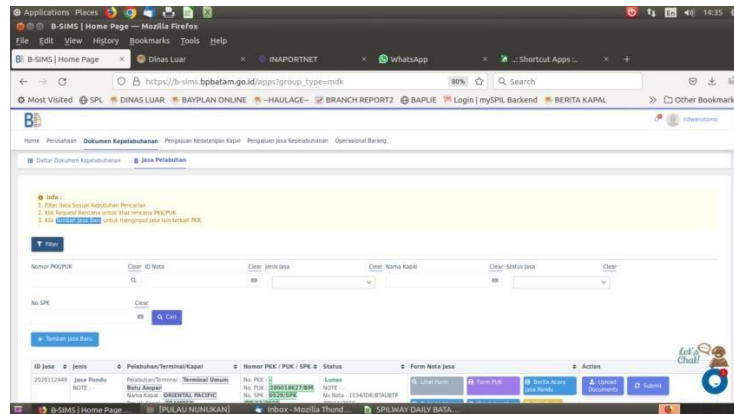 Applications Places 14:35
B-SIMS | Home Page — Mozilla Firefox
File Edit View History Bookmarks Tools Help
B-SIMS | Home Page × Dinas Luar × INAPORTNET × WhatsApp × ..: Shortcut Apps :.. × +
https://b-sims.bpbatam.go.id/apps?group_type=mdk 80% Search
Most Visited SPL DINAS LUAR BAYPLAN ONLINE ~HAULAGE~ BRANCH REPORT2 BAPLIE Login | mySPIL Backend BERITA KAPAL Other Bookmark
Home Perusahaan Dokumen Kepelabuhanan Pengajuan Kedatangan Kapal Pengajuan Jasa Kepelabuhanan Operasional Barang
Daftar Dokumen Kepelabuhanan Jasa Pelabuhan
Info :
1. Filter data Sesuai Kebutuhan Pencarian
2. Klik Request Rencana untuk lihat rencana PKK/PUK
3. Klik Tambah Jasa Baru untuk menginput jasa lain terkait PKK
Filter
Nomor PKK/PUK Clear ID Nota Clear Jenis Jasa Clear Nama Kapal Clear Status Jasa Clear
No SPK Clear
Cari
+ Tambah Jasa Baru
Let's Chat!
ID Jasa Jenis Pelabuhan/Terminal/Kapal Nomor PKK / PUK / SPK Status Form Nota Jasa Action
2020112449 Jasa Pandu Pelabuhan/Terminal : Terminal Umum No. PKK : Lunas Lihat Form Form PUK Berita Acara Upload Submit
NOTE : - Batu Ampar No. PUK : NOTE : - Jasa Pandu Documents
Nama Kapal : ORIENTAL PACIFIC No. SPK :
B-SIMS | Home Page ... [PULAU NUNUKAN] Inbox - Mozilla Thund... SPILWAY DAILY BATA...